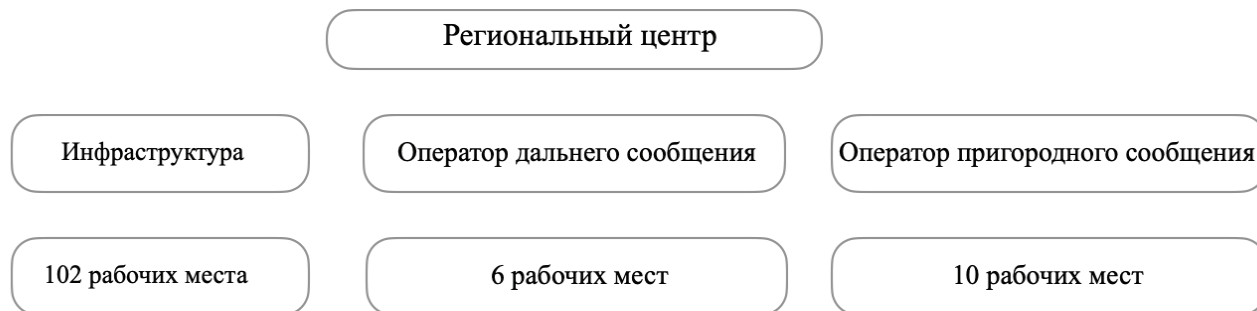 Региональный центр
Инфраструктура
Оператор дальнего сообщения
Оператор пригородного сообщения
102 рабочих места
6 рабочих мест
10 рабочих мест